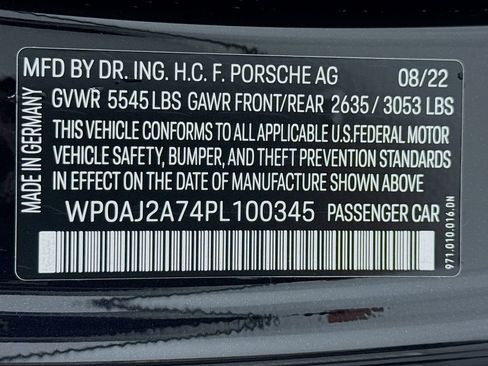 MFD BY DR. ING. H.C. F. PORSCHE AG 08/22
GVWR 5545 LBS GAWR FRONT/REAR 2635 / 3053 LBS
THIS VEHICLE CONFORMS TO ALL APPLICABLE U.S.FEDERAL MOTOR
VEHICLE SAFETY, BUMPER, AND THEFT PREVENTION STANDARDS
IN EFFECT ON THE DATE OF MANUFACTURE SHOWN ABOVE
WP0AJ2A74PL100345 PASSENGER CAR
MADE IN GERMANY
971.010.016.DN